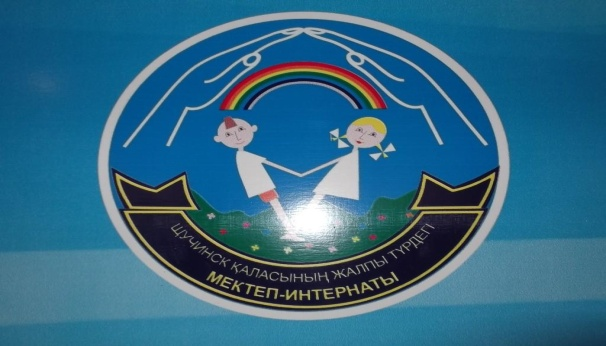 ЩУЧИНСК ҚАЛАСЫНЫҢ ЖАЛПЫ ТҮРДЕГІ
МЕКТЕП-ИНТЕРНАТЫ